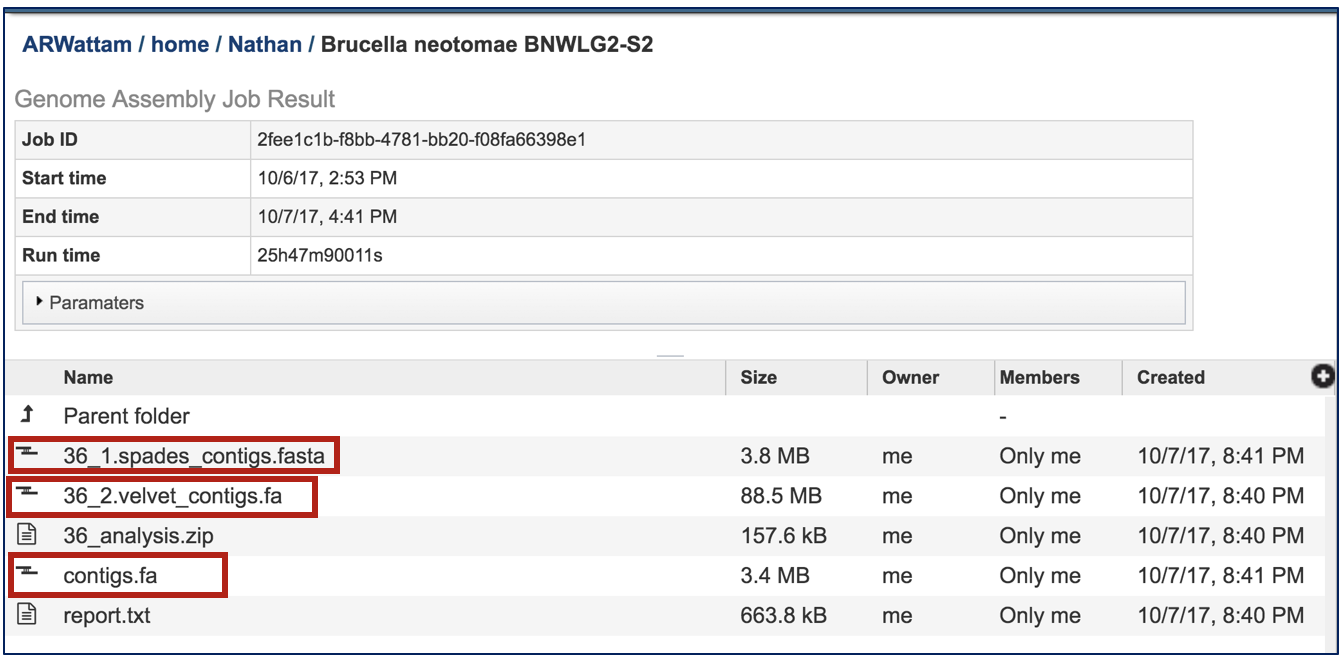 ARWattam / home / Nathan / Brucella neotomae BNWLG2-S2
Genome Assembly Job Result
Job ID 2fee1c1b-f8bb-4781-bb20-f08fa66398e1
Start time 10/6/17, 2:53 PM
End time 10/7/17, 4:41 PM
Run time 25h47m90011s
Paramaters
Name Size Owner Members Created
Parent folder -
36_1.spades_contigs.fasta 3.8 MB me Only me 10/7/17, 8:41 PM
36_2.velvet_contigs.fa 88.5 MB me Only me 10/7/17, 8:40 PM
36_analysis.zip 157.6 kB me Only me 10/7/17, 8:40 PM
contigs.fa 3.4 MB me Only me 10/7/17, 8:41 PM
report.txt 663.8 kB me Only me 10/7/17, 8:40 PM